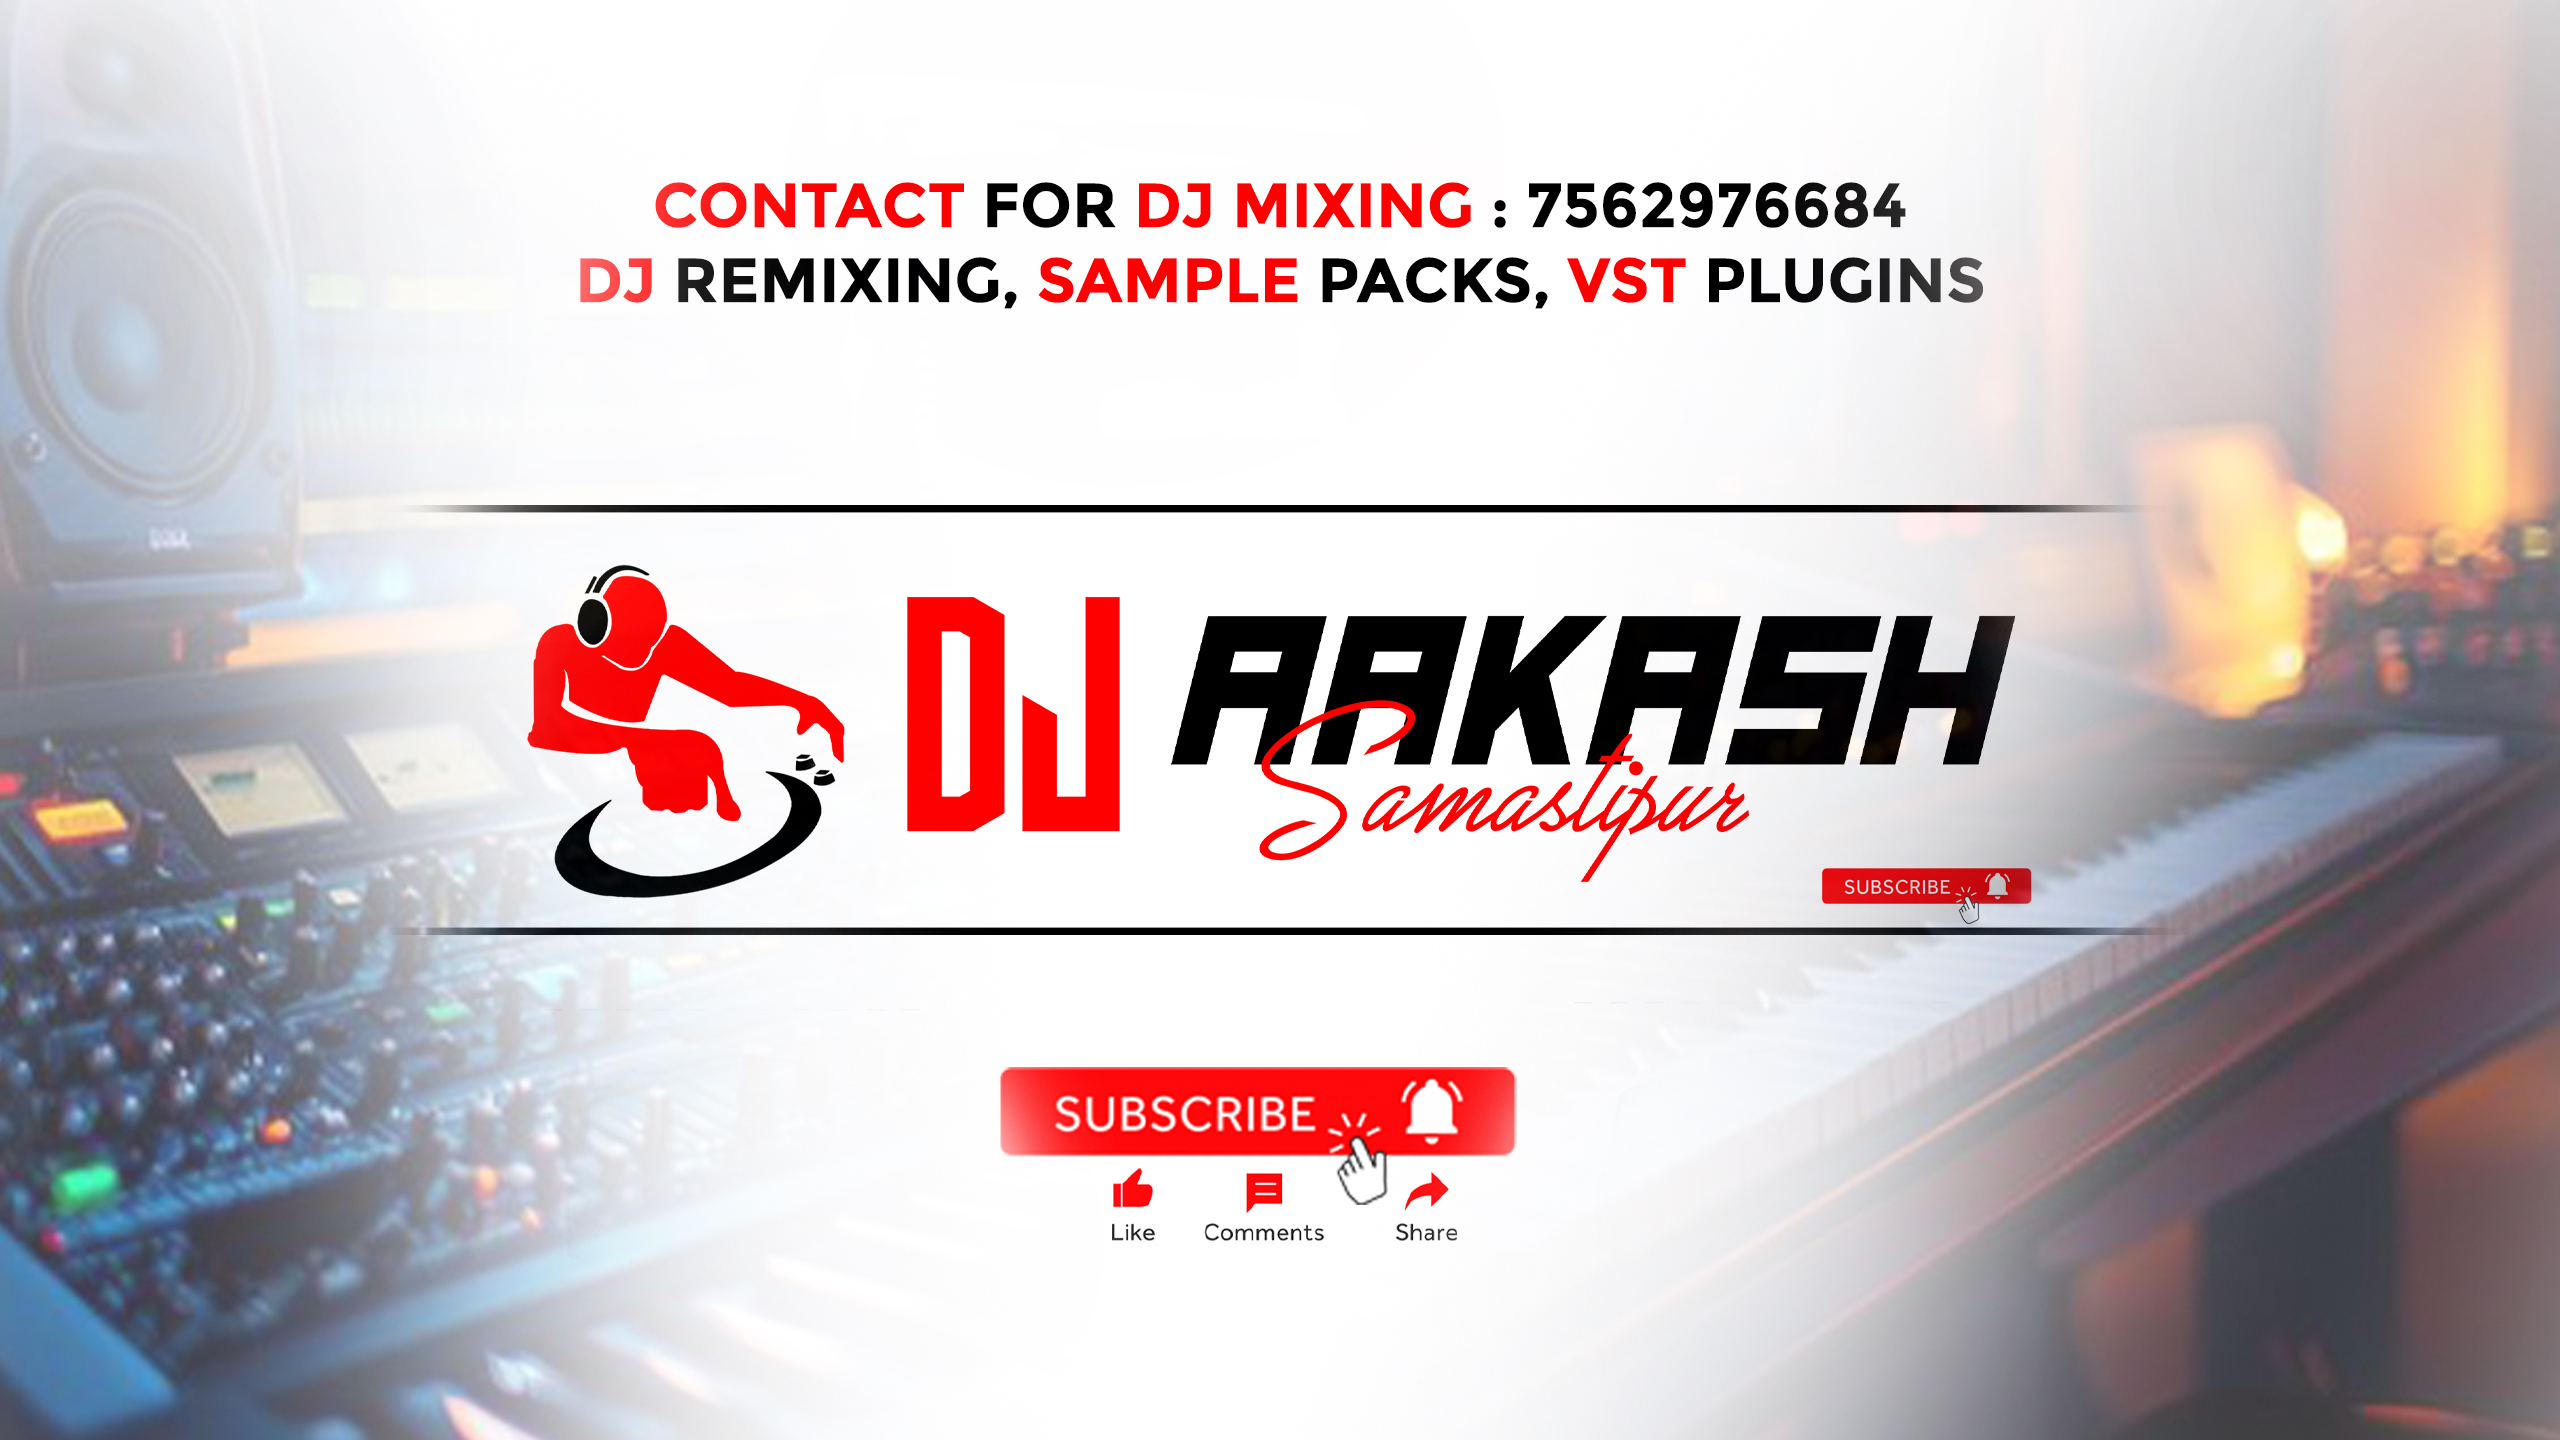 CONTACT FOR DJ MIXING : 7562976684
DJ REMIXING, SAMPLE PACKS, VST PLUGINS
DJ AAKASH
Samastipur
SUBSCRIBE
SUBSCRIBE
Like Comments Share